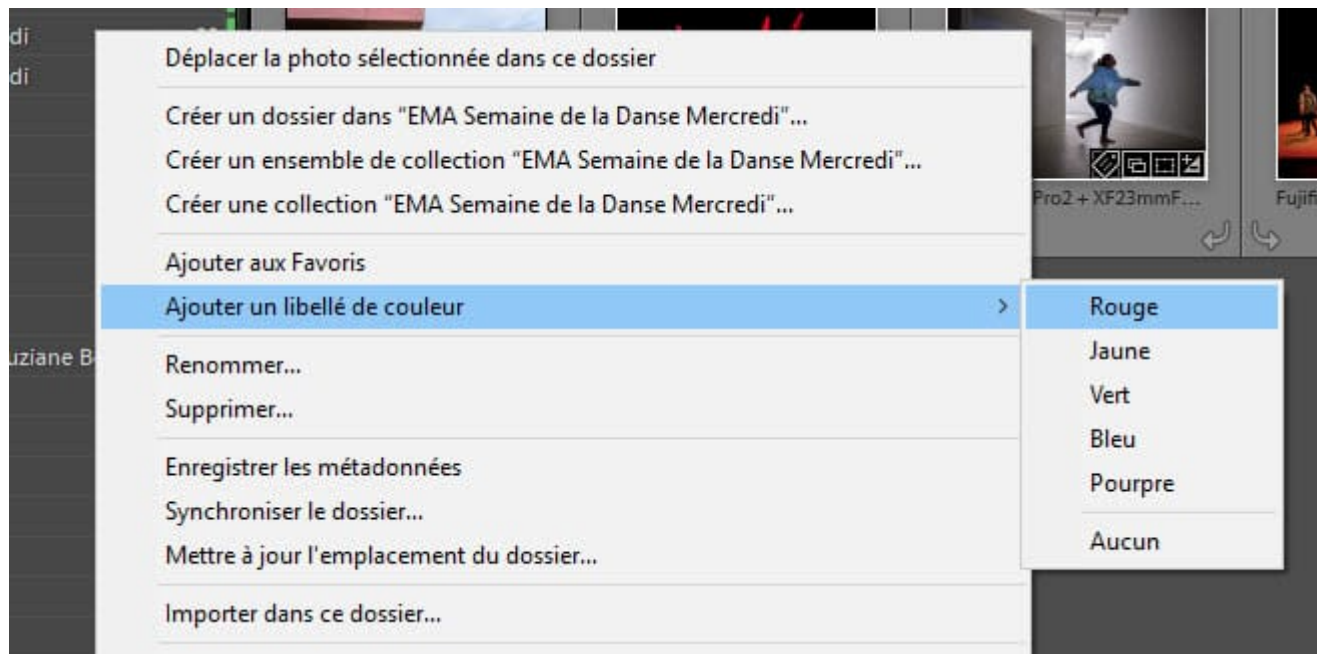 di
di
Déplacer la photo sélectionnée dans ce dossier
Créer un dossier dans “EMA Semaine de la Danse Mercredi”...
Créer un ensemble de collection “EMA Semaine de la Danse Mercredi”...
Créer une collection “EMA Semaine de la Danse Mercredi”...
Pro2 + XF23mmF...
Fujifi
Ajouter aux Favoris
Ajouter un libellé de couleur >
Rouge
Jaune
Vert
Bleu
Pourpre
Aucun
uziane B
Renommer...
Supprimer...
Enregistrer les métadonnées
Synchroniser le dossier...
Mettre à jour l'emplacement du dossier...
Importer dans ce dossier...